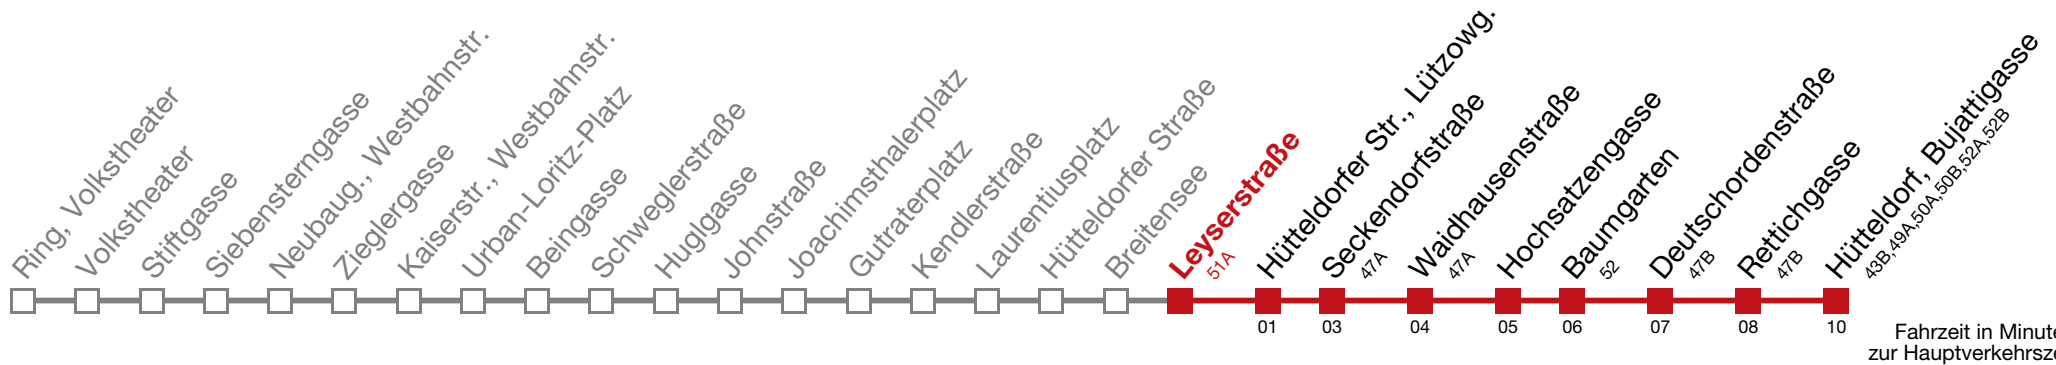 Ring, Volkstheater
Volkstheater
Stiftgasse
Siebensterngasse
Neubaug., Westbahnstr.
Zieglergasse
Kaiserstr., Westbahnstr.
Urban-Loritz-Platz
Beingasse
Schweglerstraße
Huglgasse
Johnstraße
Joachimsthalerplatz
Gutraterplatz
Kendlerstraße
Laurentiusplatz
Hütteldorfer Straße
Breitensee
Leyserstraße
51A
Hütteldorfer Str., Lützowg.
Seckendorfstraße
47A
Waidhausenstraße
47A
Hochsatzengasse
Baumgarten
52
Deutschordenstraße
47B
Rettichgasse
47B
Hütteldorf, Bujattigasse
43B,49A,50A,50B,52A,52B
01 03 04 05 06 07 08 10
Fahrzeit in Minute
zur Hauptverkehrsze